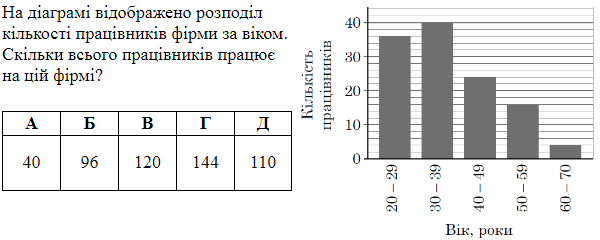 На діаграмі відображено розподіл
кількості працівників фірми за віком.
Скільки всього працівників працює
на цій фірмі?
А Б В Г Д
40 96 120 144 110
Кількість
працівників
40
30
20
10
0
20 – 29
30 – 39
40 – 49
50 – 59
60 – 70
Вік, роки